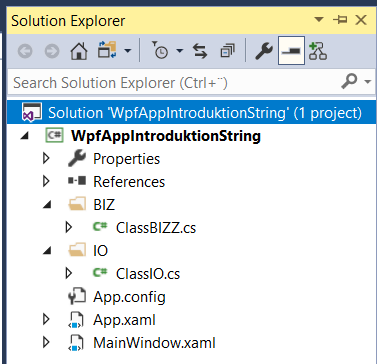 Solution Explorer
Search Solution Explorer (Ctrl+¨)
Solution 'WpfAppIntroduktionString' (1 project)
C# WpfAppIntroduktionString
Properties
References
BIZ
C# ClassBIZZ.cs
IO
C# ClassIO.cs
App.config
App.xaml
MainWindow.xaml